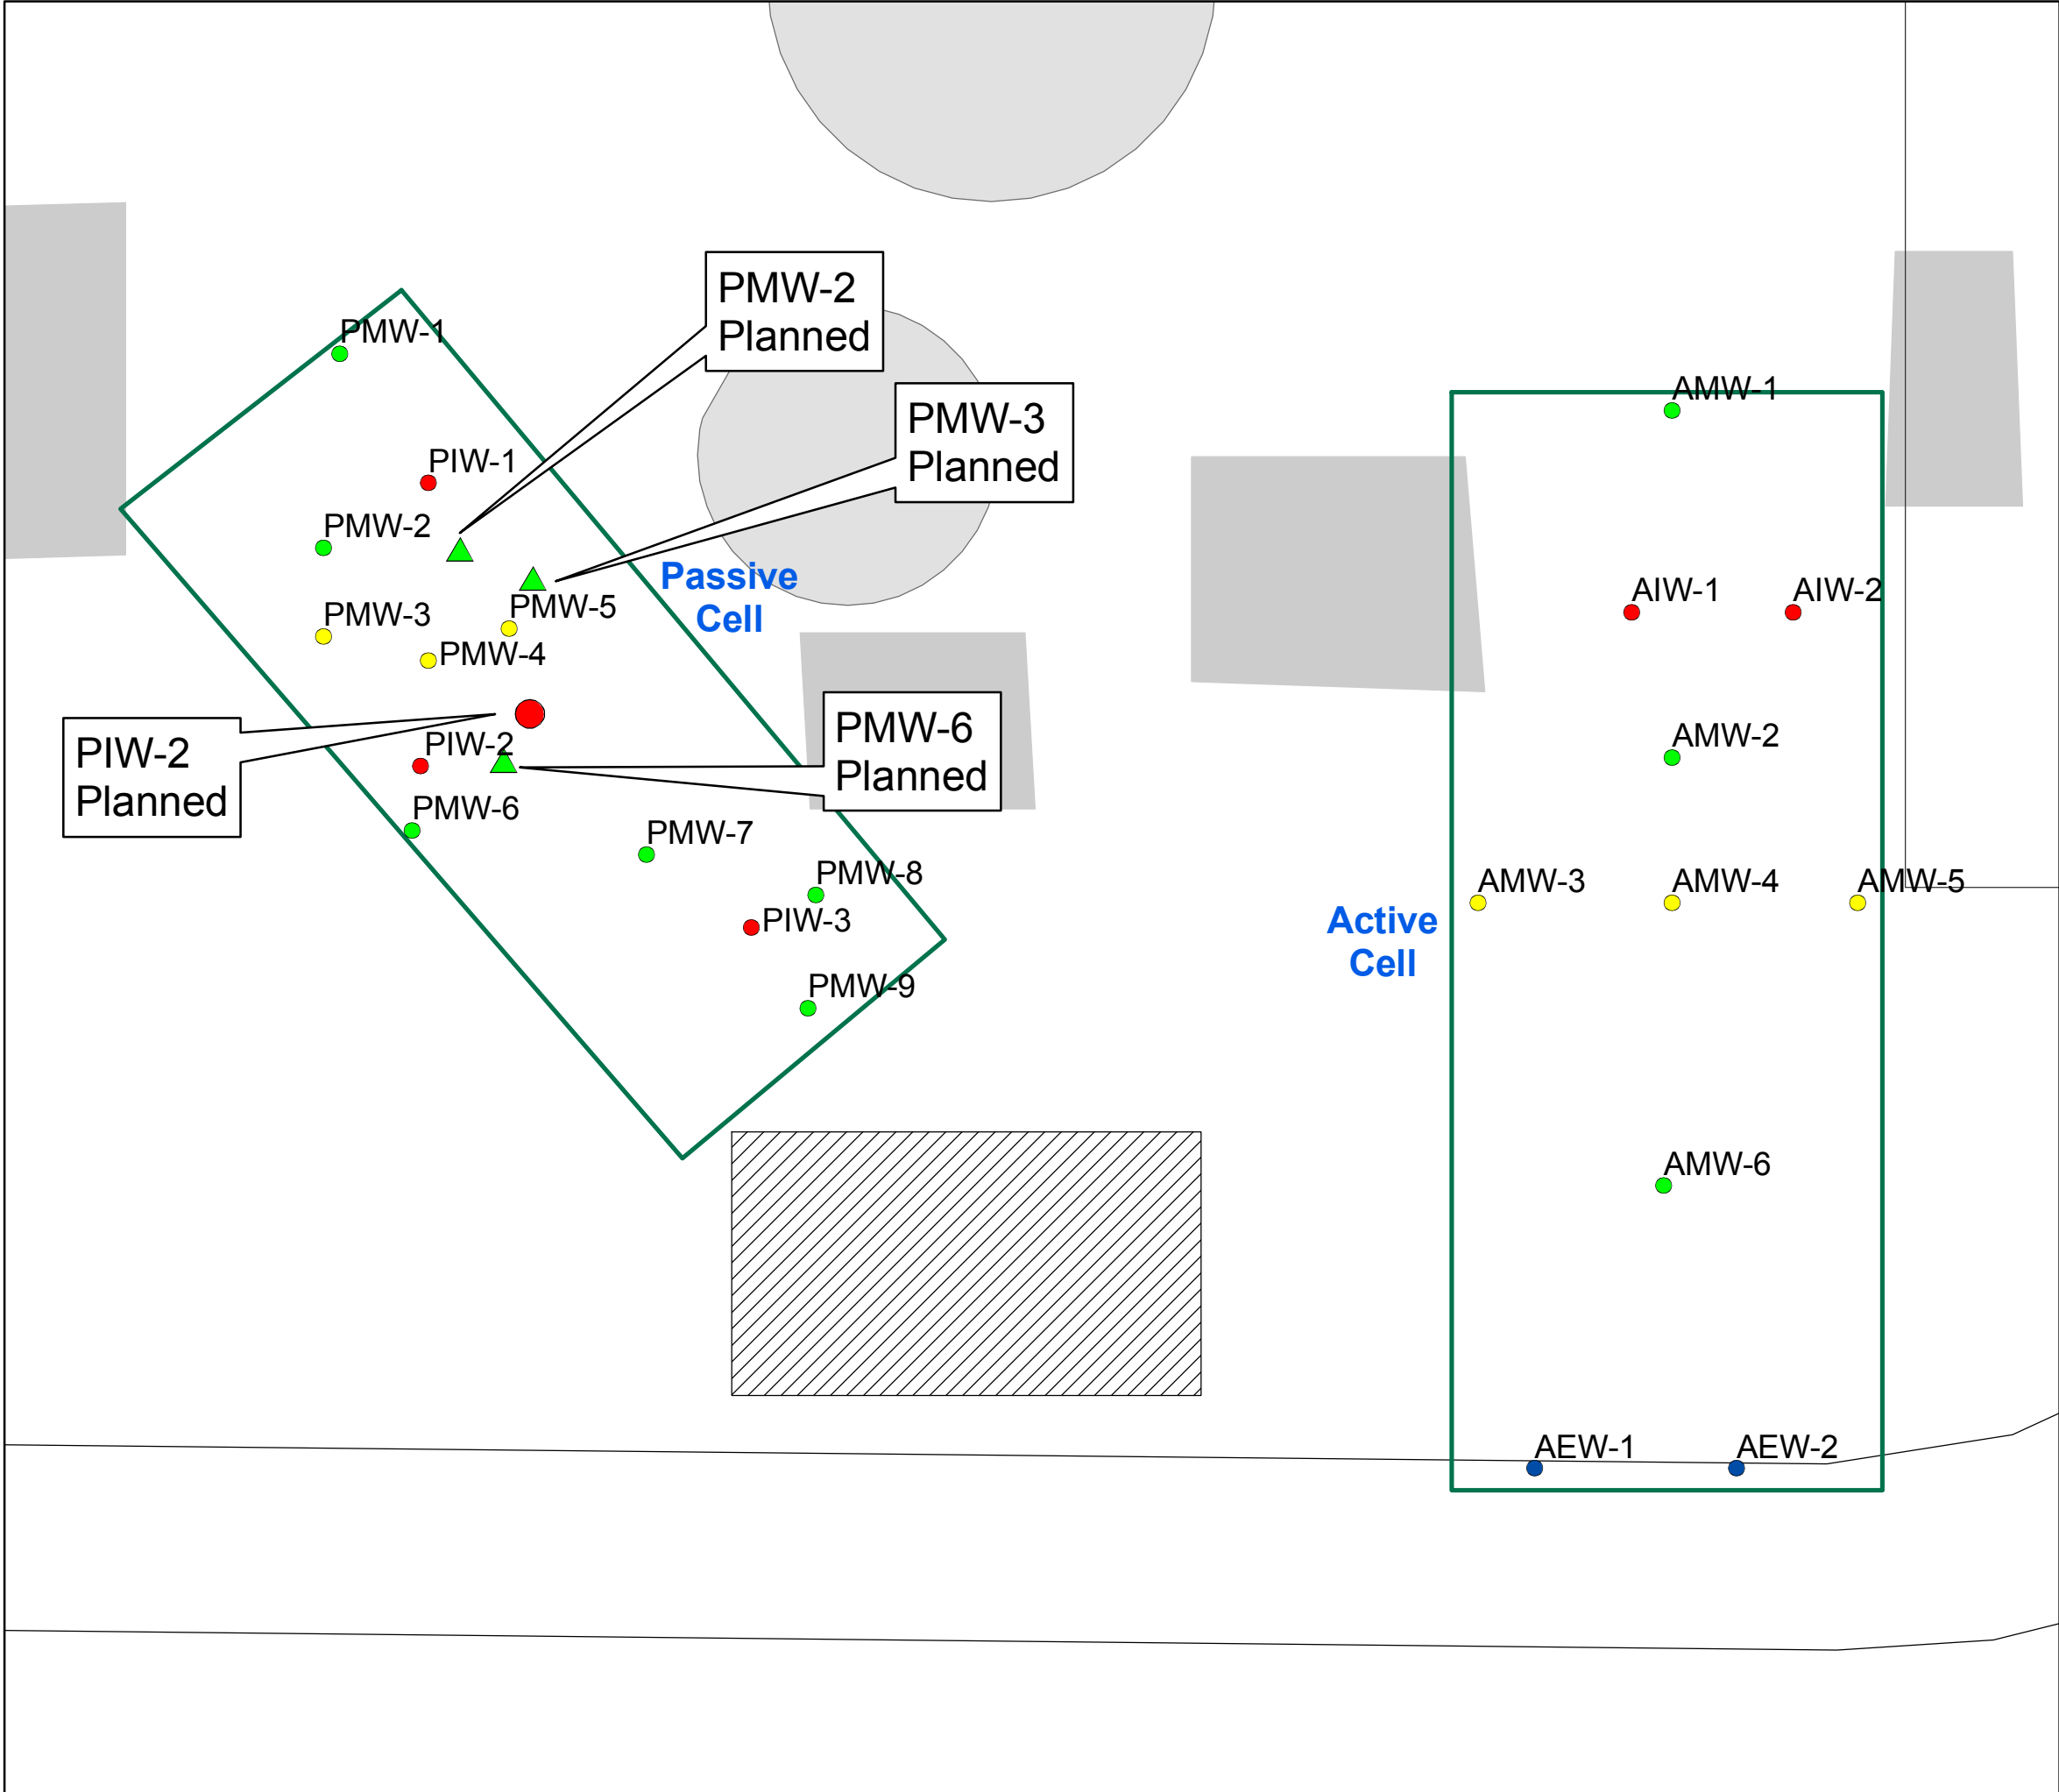 PMW-2
Planned
PMW-1
PMW-3
Planned
AMW-1
PIW-1
PMW-2
Passive
Cell
AIW-1
AIW-2
PMW-3
PMW-5
PMW-4
PIW-2
Planned
PIW-2
PMW-6
Planned
AMW-2
PMW-6
PMW-7
PMW-8
PIW-3
AMW-3
AMW-4
AMW-5
Active
Cell
PMW-9
AMW-6
AEW-1
AEW-2